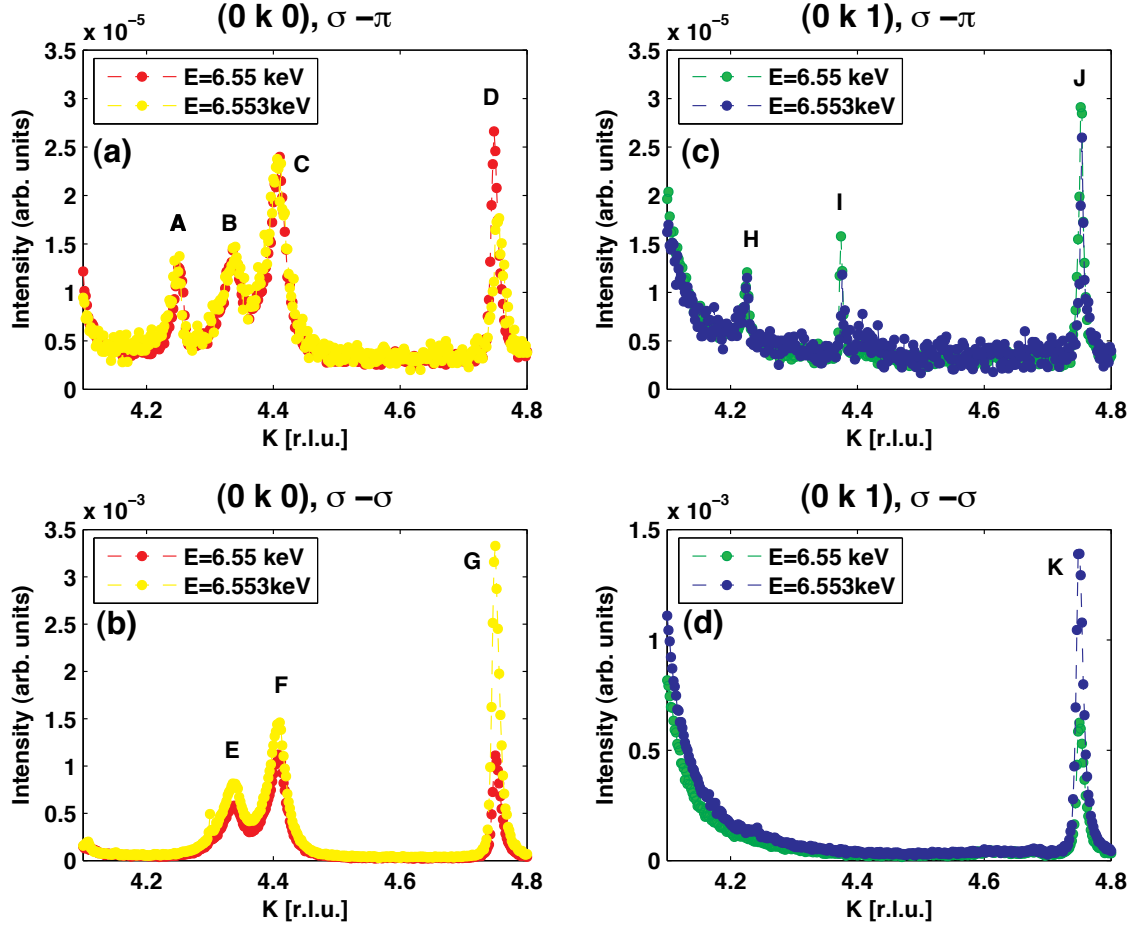 (0 k 0), σ −π
x 10⁻⁵
3.5
3
2.5
2
1.5
1
0.5
0
Intensity (arb. units)
E=6.55 keV
E=6.553keV
(a)
A
B
C
D
4.2
4.4
4.6
4.8
K [r.l.u.]
(0 k 1), σ −π
x 10⁻⁵
3.5
3
2.5
2
1.5
1
0.5
0
Intensity (arb. units)
E=6.55 keV
E=6.553keV
(c)
H
I
J
4.2
4.4
4.6
4.8
K [r.l.u.]
(0 k 0), σ −σ
x 10⁻³
3.5
3
2.5
2
1.5
1
0.5
0
Intensity (arb. units)
E=6.55 keV
E=6.553keV
(b)
E
F
G
4.2
4.4
4.6
4.8
K [r.l.u.]
(0 k 1), σ −σ
x 10⁻³
1.5
1
0.5
0
Intensity (arb. units)
E=6.55 keV
E=6.553keV
(d)
K
4.2
4.4
4.6
4.8
K [r.l.u.]